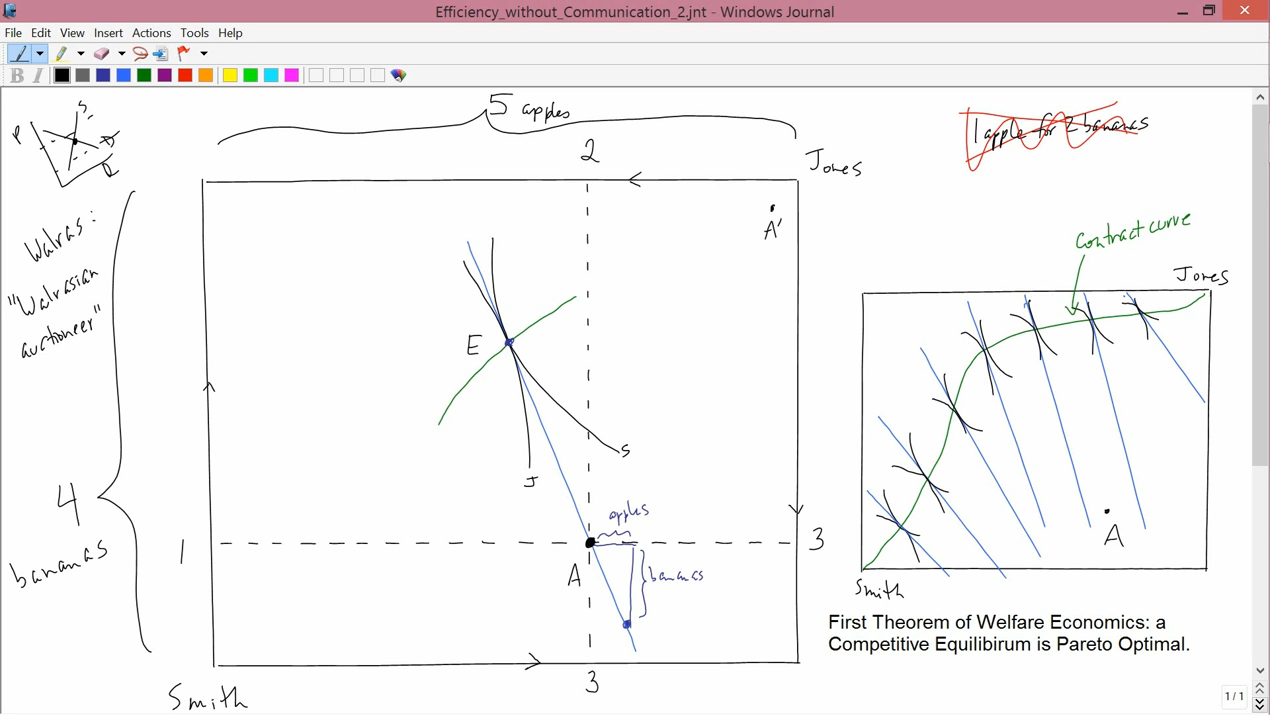 Efficiency_without_Communication_2.jnt - Windows Journal
File Edit View Insert Actions Tools Help
B I
5 apples
2
Jones
A'
P
S
D
Q
Walras:
"Walrasian
auctioneer"
4
bananas
1
E
J
S
apples
bananas
A
3
3
Smith
1 apple for 2 bananas
contract curve
Jones
A
Smith
First Theorem of Welfare Economics: a
Competitive Equilibirum is Pareto Optimal.
1 / 1